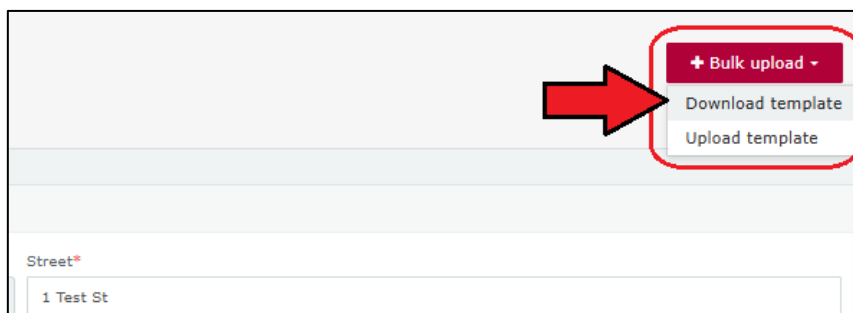 + Bulk upload
Download template
Upload template
Street*
1 Test St